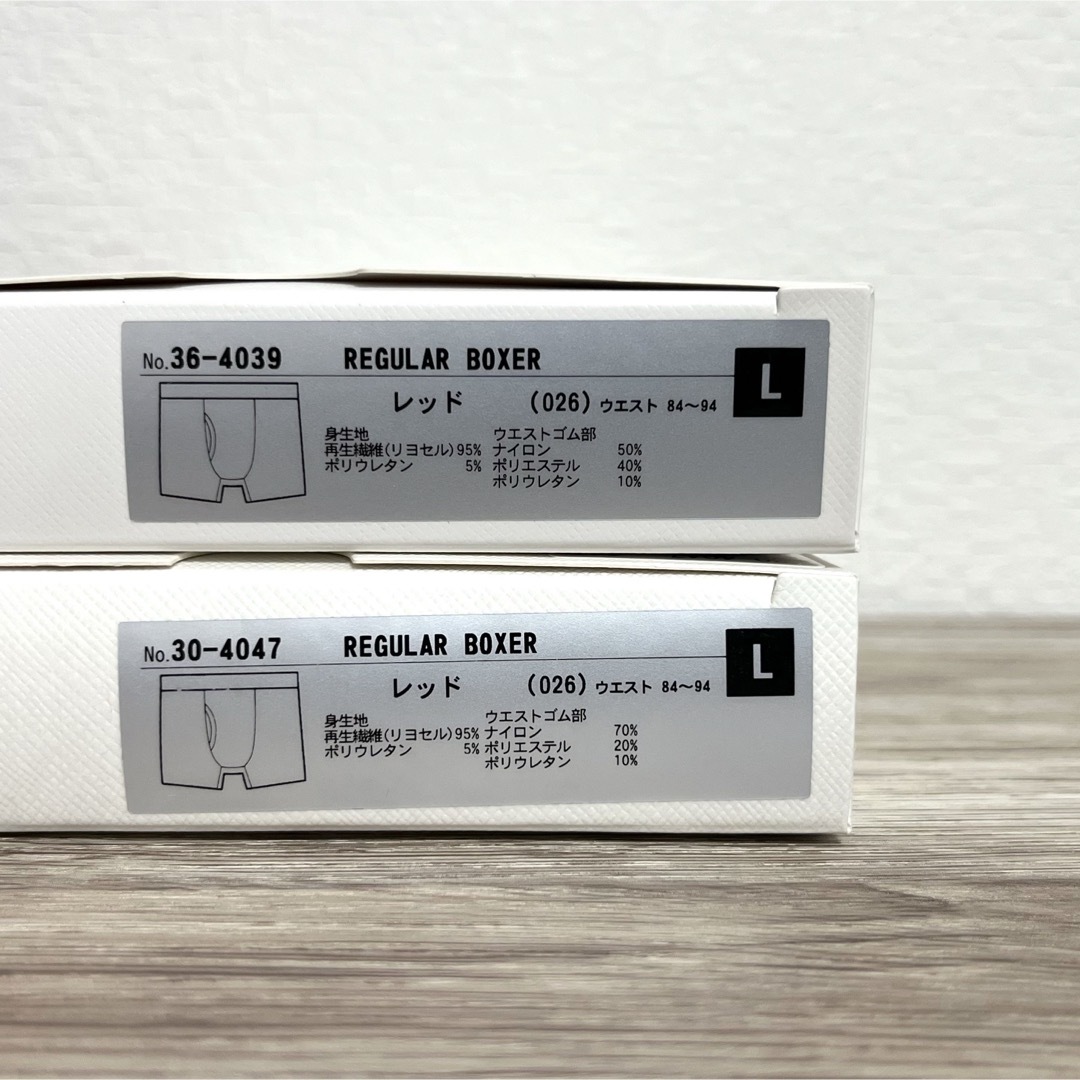 No.36-4039 REGULAR BOXER L
レッド (026) ウエスト 84〜94
身生地 ウエストゴム部
再生繊維(リヨセル)95% ナイロン 50%
ポリウレタン 5% ポリエステル 40%
ポリウレタン 10%
No.30-4047 REGULAR BOXER L
レッド (026) ウエスト 84〜94
身生地 ウエストゴム部
再生繊維(リヨセル)95% ナイロン 70%
ポリウレタン 5% ポリエステル 20%
ポリウレタン 10%